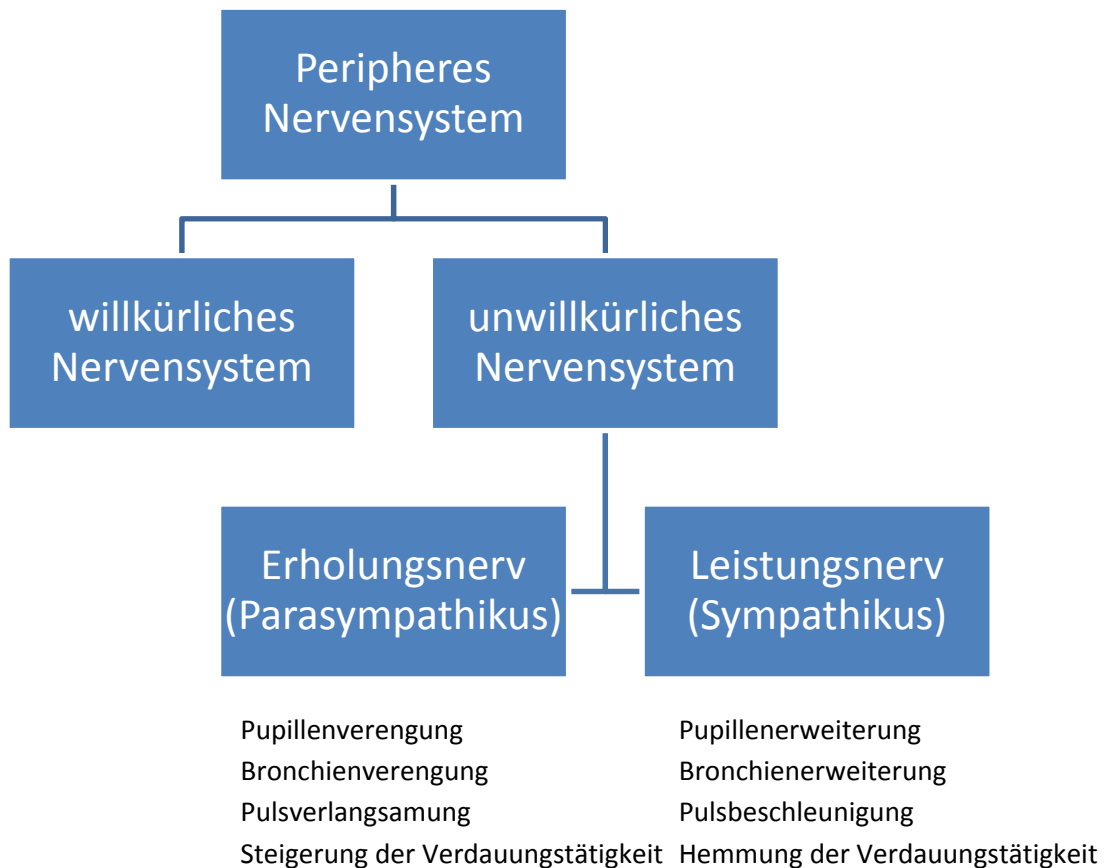 Peripheres
Nervensystem
willkürliches
Nervensystem
unwillkürliches
Nervensystem
Erholungsnerv
(Parasympathikus)
Leistungsnerv
(Sympathikus)
Pupillenverengung
Bronchienverengung
Pulsverlangsamung
Steigerung der Verdauungstätigkeit
Pupillenerweiterung
Bronchienerweiterung
Pulsbeschleunigung
Hemmung der Verdauungstätigkeit